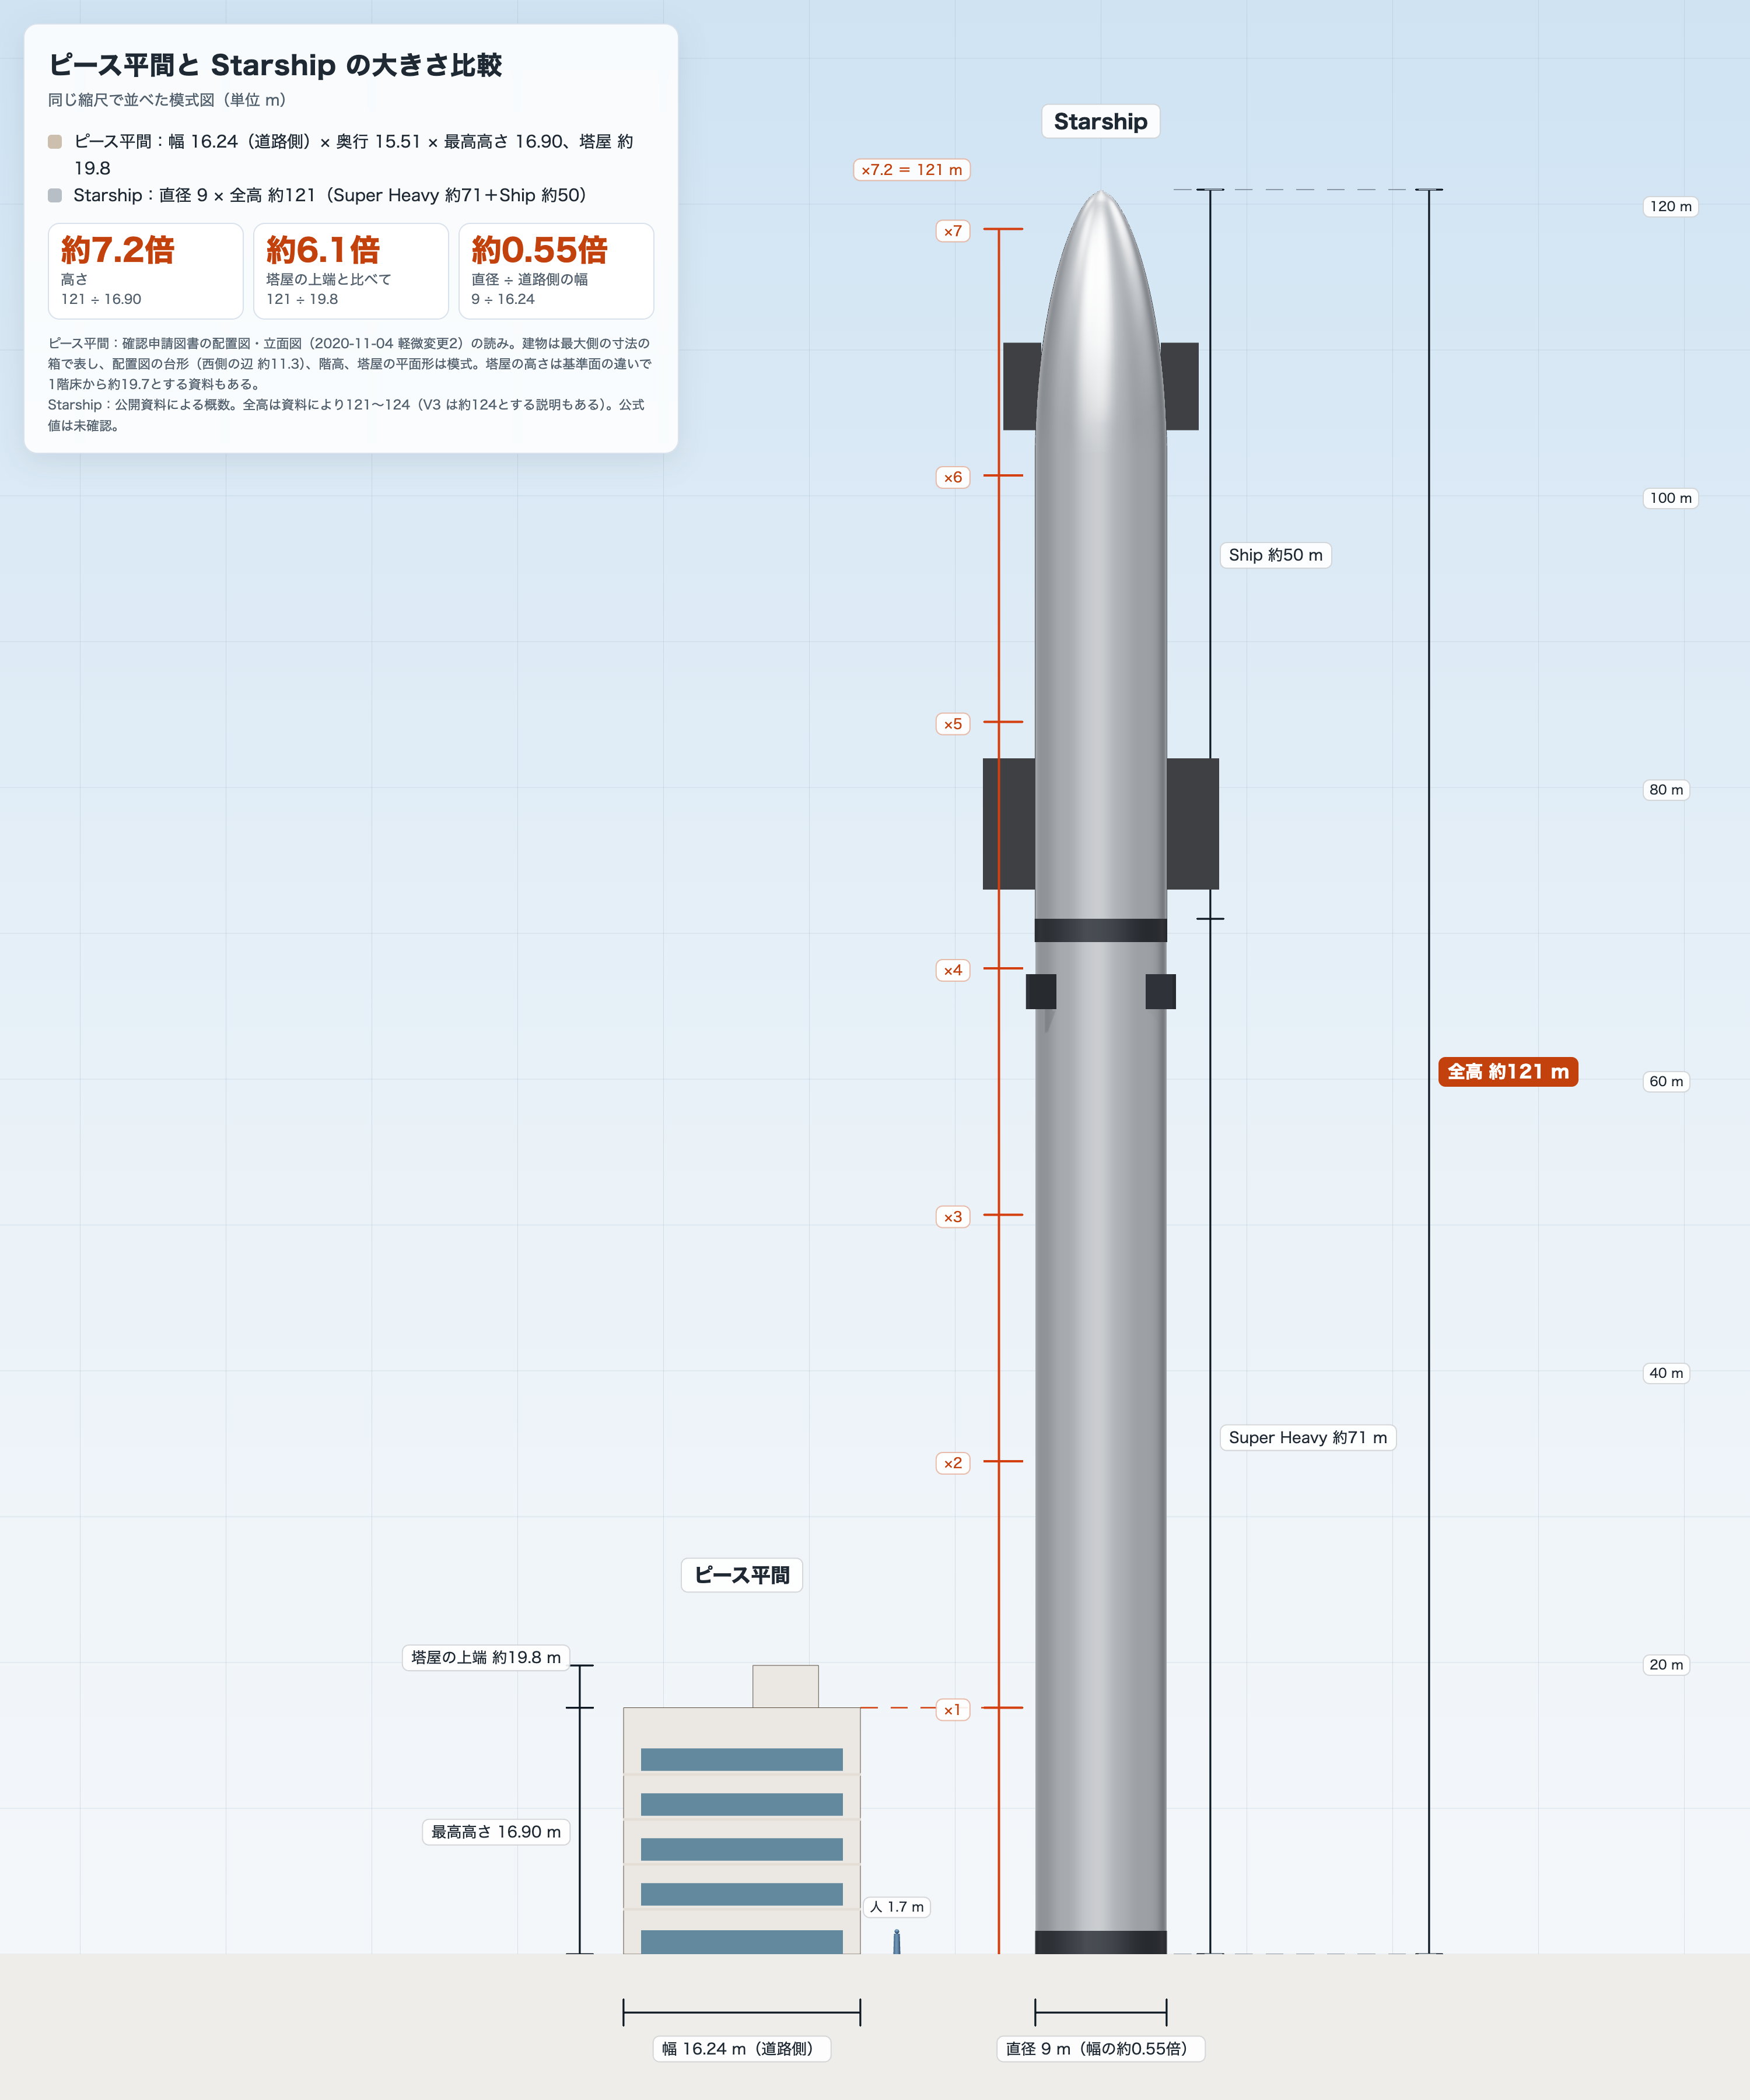 ピース平間と Starship の大きさ比較
同じ縮尺で並べた模式図（単位 m）
ピース平間：幅 16.24（道路側）× 奥行 15.51 × 最高高さ 16.90、塔屋 約
19.8
Starship：直径 9 × 全高 約121（Super Heavy 約71＋Ship 約50）
約7.2倍
高さ
121 ÷ 16.90
約6.1倍
塔屋の上端と比べて
121 ÷ 19.8
約0.55倍
直径 ÷ 道路側の幅
9 ÷ 16.24
ピース平間：確認申請図書の配置図・立面図（2020-11-04 軽微変更2）の読み。建物は最大側の寸法の
箱で表し、配置図の台形（西側の辺 約11.3）、階高、塔屋の平面形は模式。塔屋の高さは基準面の違いで
1階床から約19.7とする資料もある。
Starship：公開資料による概数。全高は資料により121〜124（V3 は約124とする説明もある）。公式
値は未確認。
Starship
×7.2 = 121 m
120 m
×7
×6
100 m
Ship 約50 m
×5
80 m
×4
全高 約121 m
60 m
×3
40 m
Super Heavy 約71 m
×2
ピース平間
塔屋の上端 約19.8 m
20 m
×1
最高高さ 16.90 m
人 1.7 m
幅 16.24 m（道路側）
直径 9 m（幅の約0.55倍）